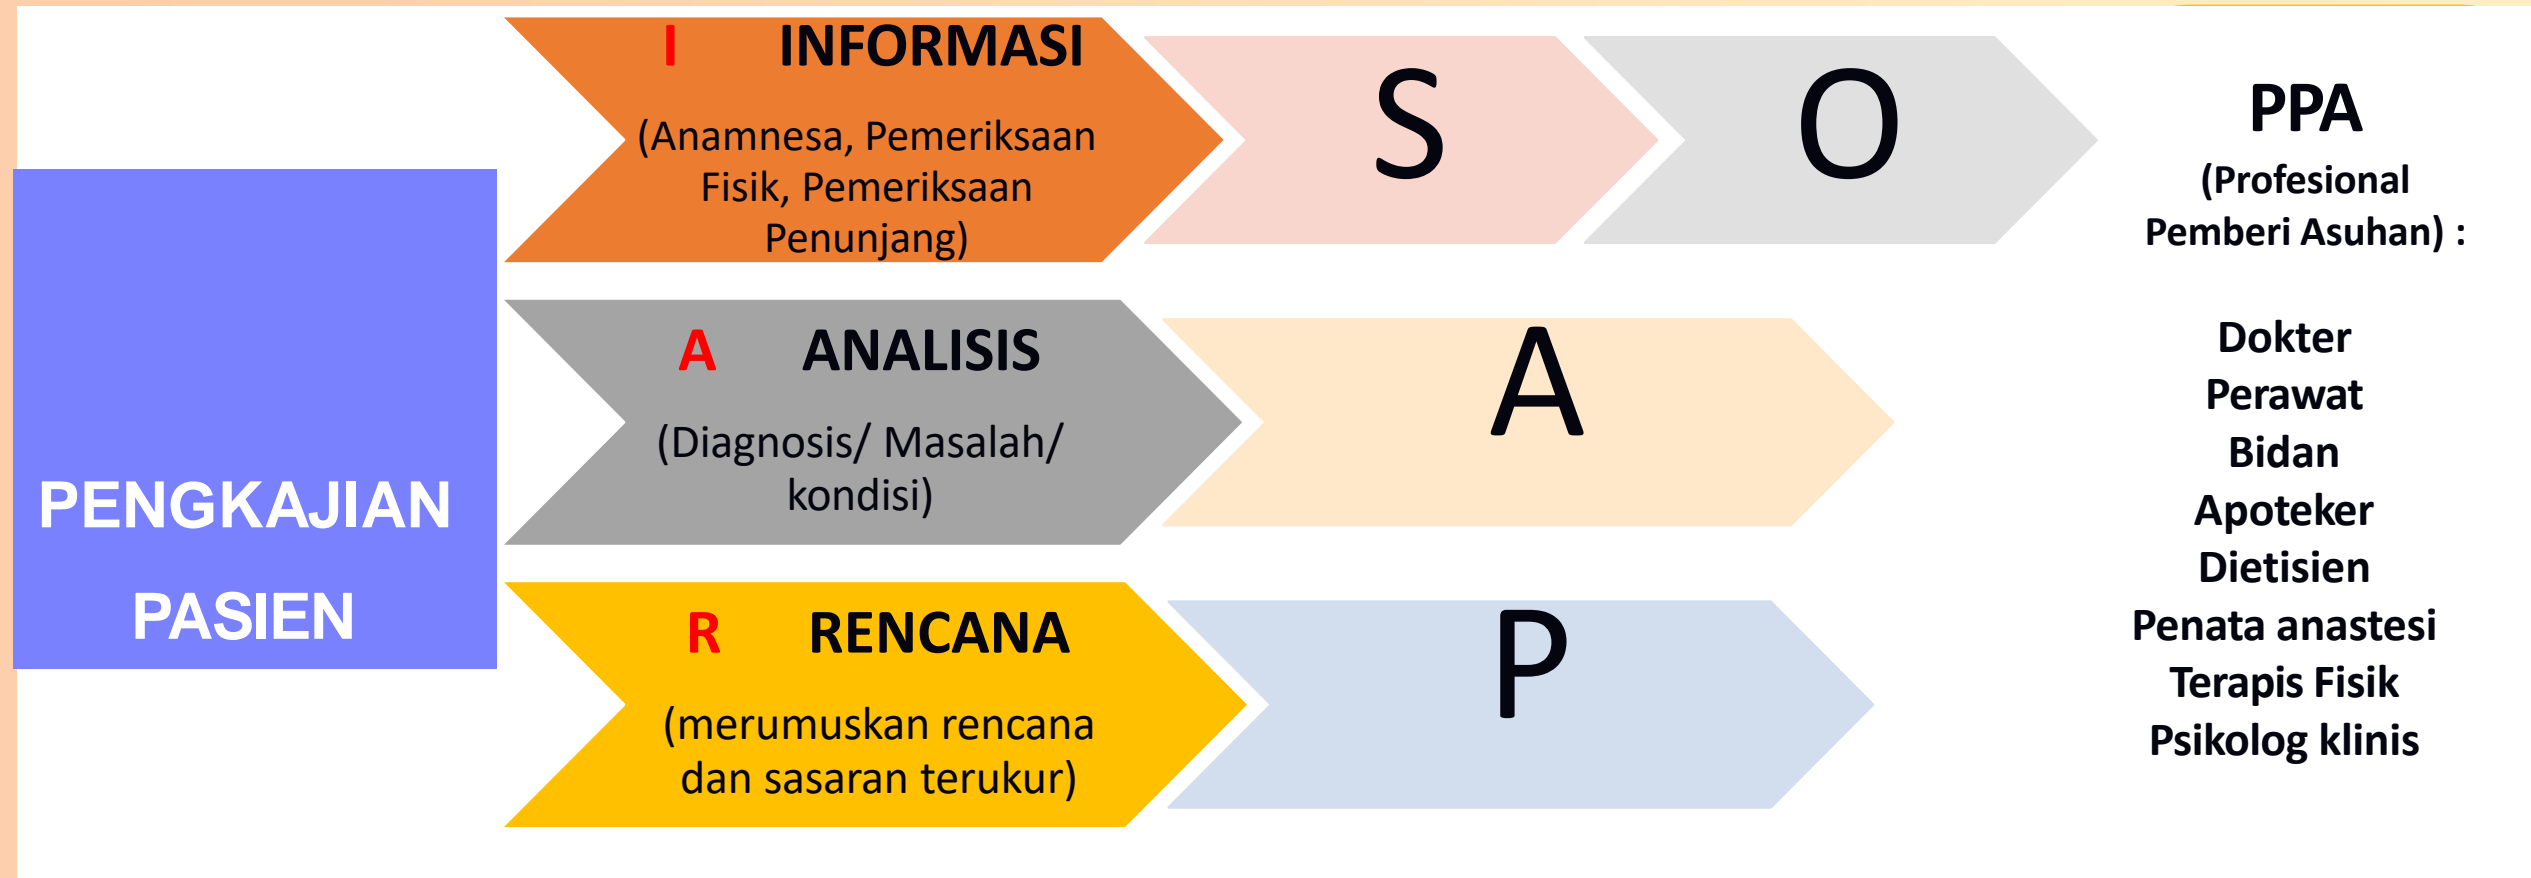 PENGKAJIAN
PASIEN
I INFORMASI
(Anamnesa, Pemeriksaan
Fisik, Pemeriksaan
Penunjang)
S
O
A ANALISIS
(Diagnosis/ Masalah/
kondisi)
A
R RENCANA
(merumuskan rencana
dan sasaran terukur)
P
PPA
(Profesional
Pemberi Asuhan) :
Dokter
Perawat
Bidan
Apoteker
Dietisien
Penata anastesi
Terapis Fisik
Psikolog klinis